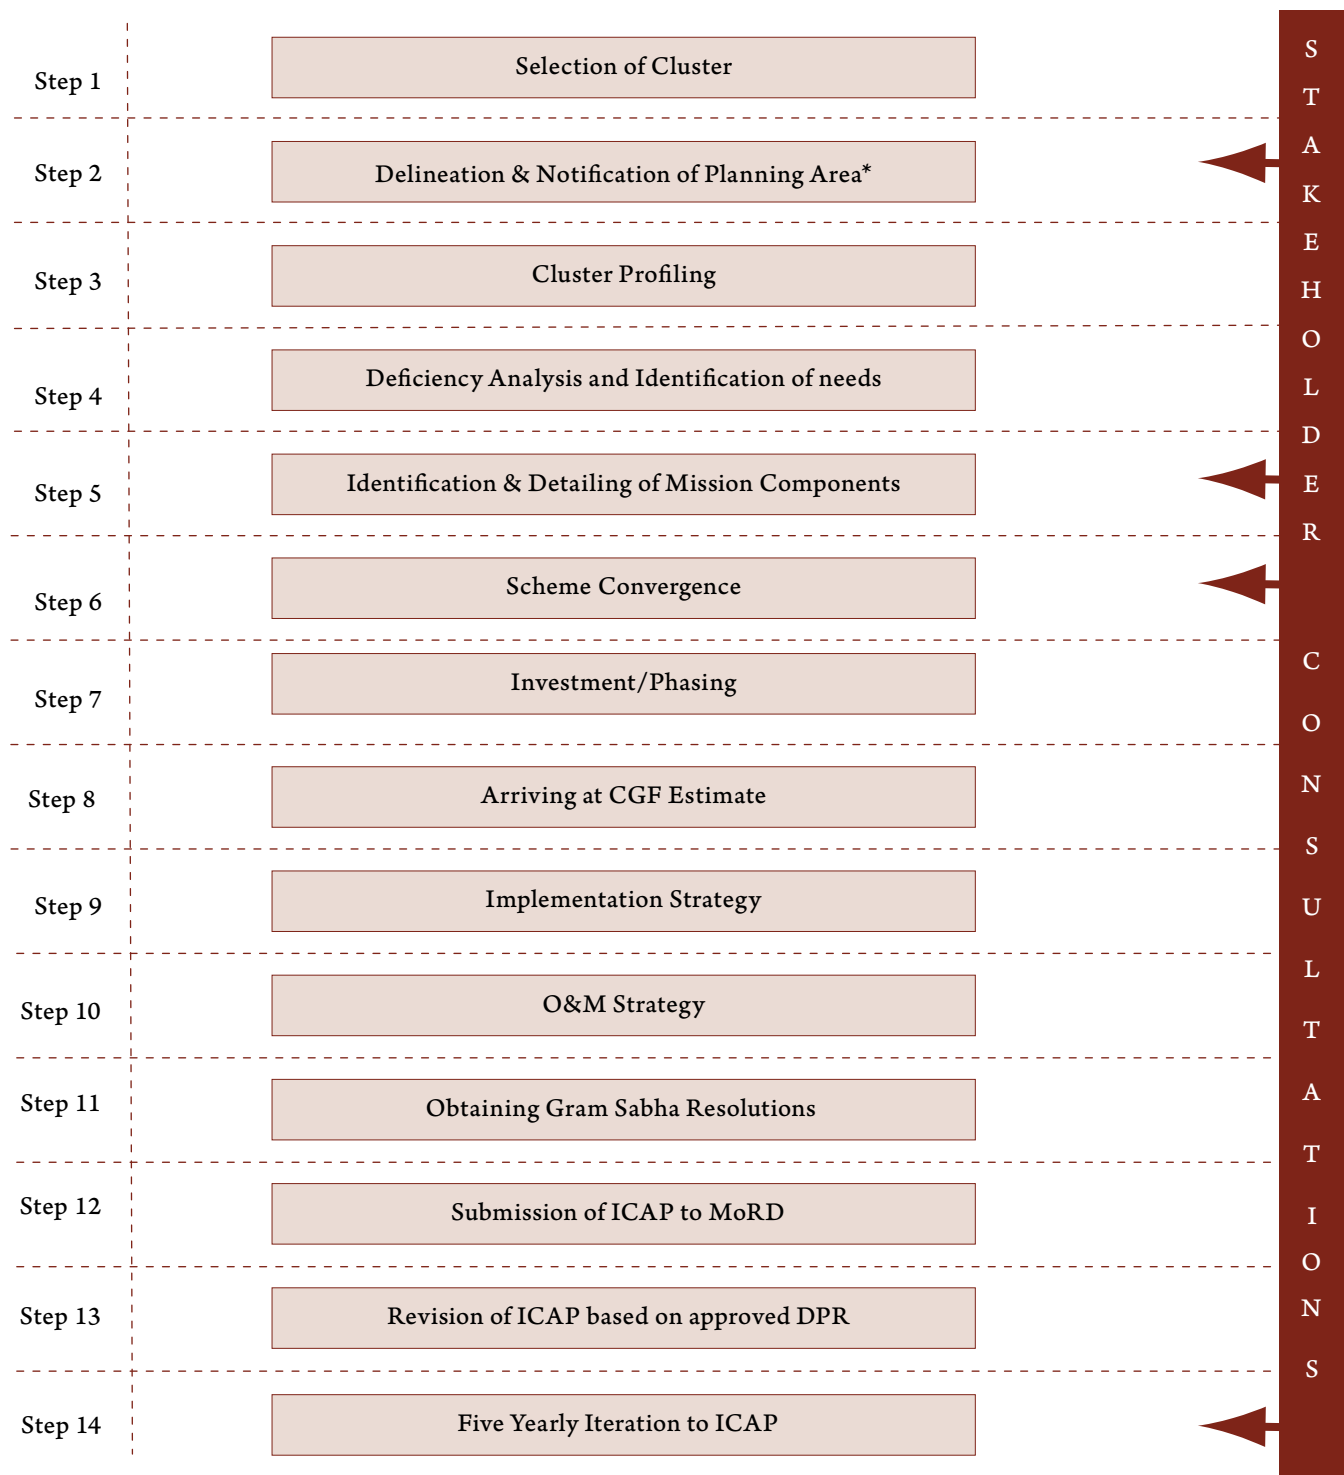 Step 1
Selection of Cluster
Step 2
Delineation & Notification of Planning Area*
Step 3
Cluster Profiling
Step 4
Deficiency Analysis and Identification of needs
Step 5
Identification & Detailing of Mission Components
Step 6
Scheme Convergence
Step 7
Investment/Phasing
Step 8
Arriving at CGF Estimate
Step 9
Implementation Strategy
Step 10
O&M Strategy
Step 11
Obtaining Gram Sabha Resolutions
Step 12
Submission of ICAP to MoRD
Step 13
Revision of ICAP based on approved DPR
Step 14
Five Yearly Iteration to ICAP
STAKEHOLDER CONSULTATIONS